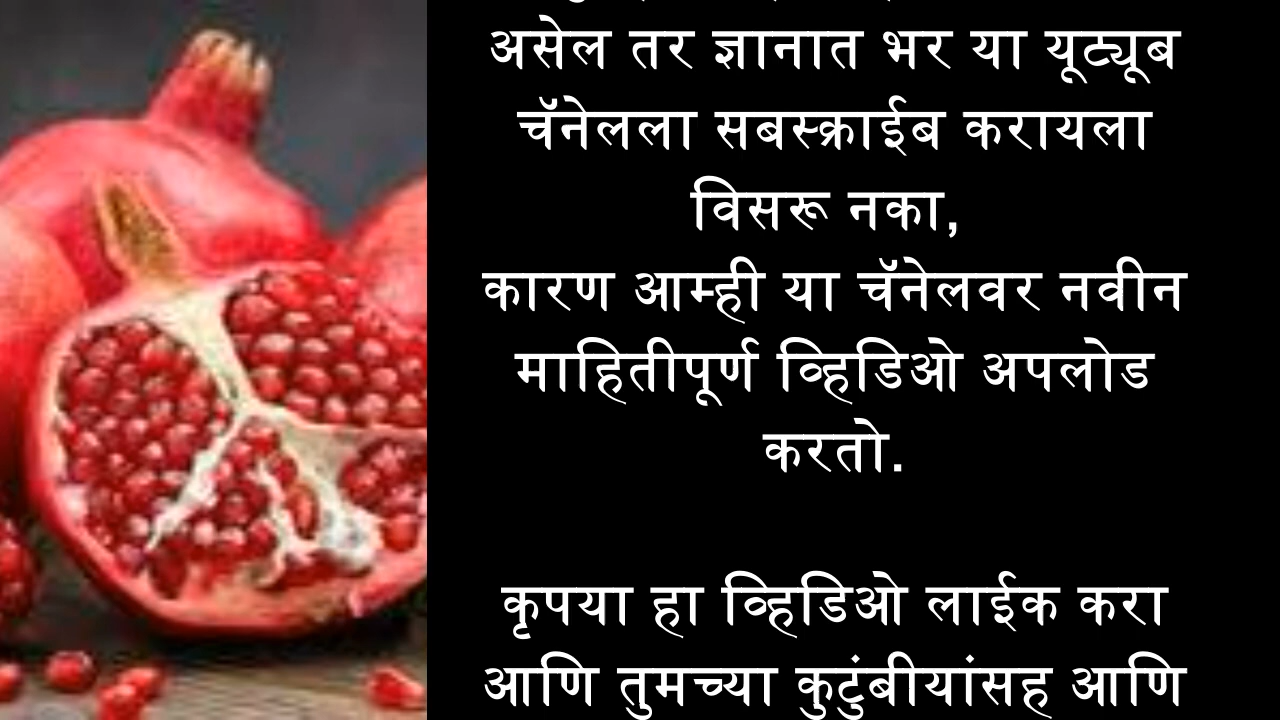 असेल तर ज्ञानात भर या यूट्यूब
चॅनेलला सबस्क्राईब करायला
विसरू नका,
कारण आम्ही या चॅनेलवर नवीन
माहितीपूर्ण व्हिडिओ अपलोड
करतो.
कृपया हा व्हिडिओ लाईक करा
आणि तुमच्या कुटुंबीयांसह आणि